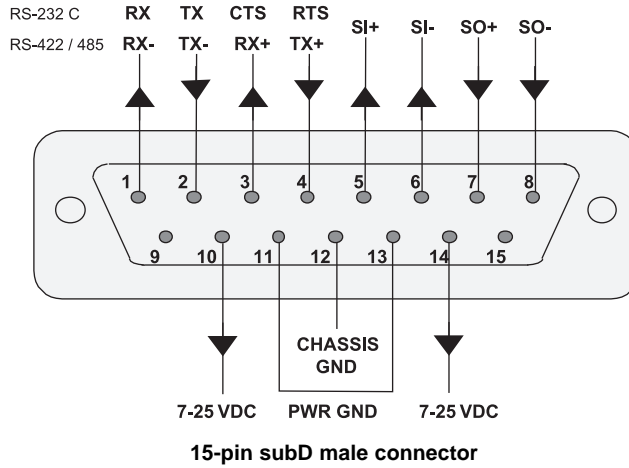 RS-232 C RX TX CTS RTS
RS-422 / 485 RX- TX- RX+ TX+ SI+ SI- SO+ SO-
1 2 3 4 5 6 7 8
9 10 11 12 13 14 15
CHASSIS
GND
7-25 VDC PWR GND 7-25 VDC
15-pin subD male connector